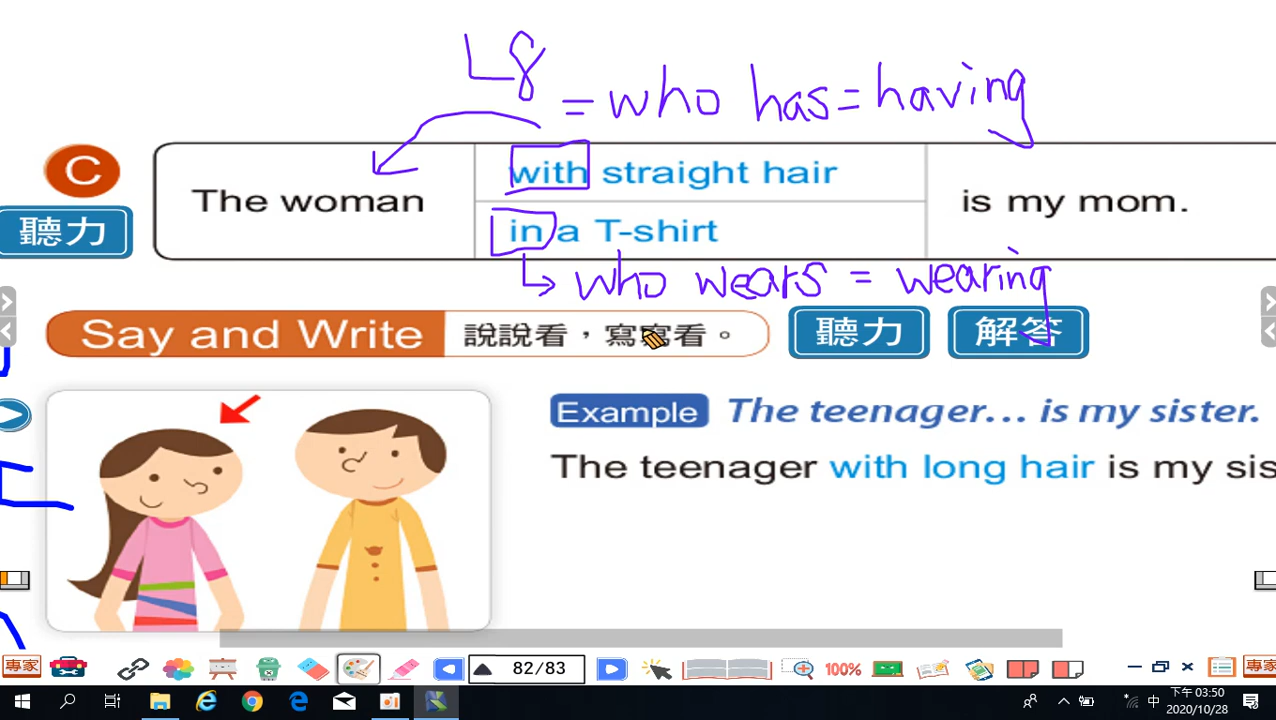 L8
= who has = having
C
聽力
The woman
with straight hair
in a T-shirt
is my mom.
↳ who wears = wearing
Say and Write 說說看,寫寫看。
聽力
解答
Example The teenager... is my sister.
The teenager with long hair is my sis
專家
82/83
100%
專家
中
下午 03:50
2020/10/28